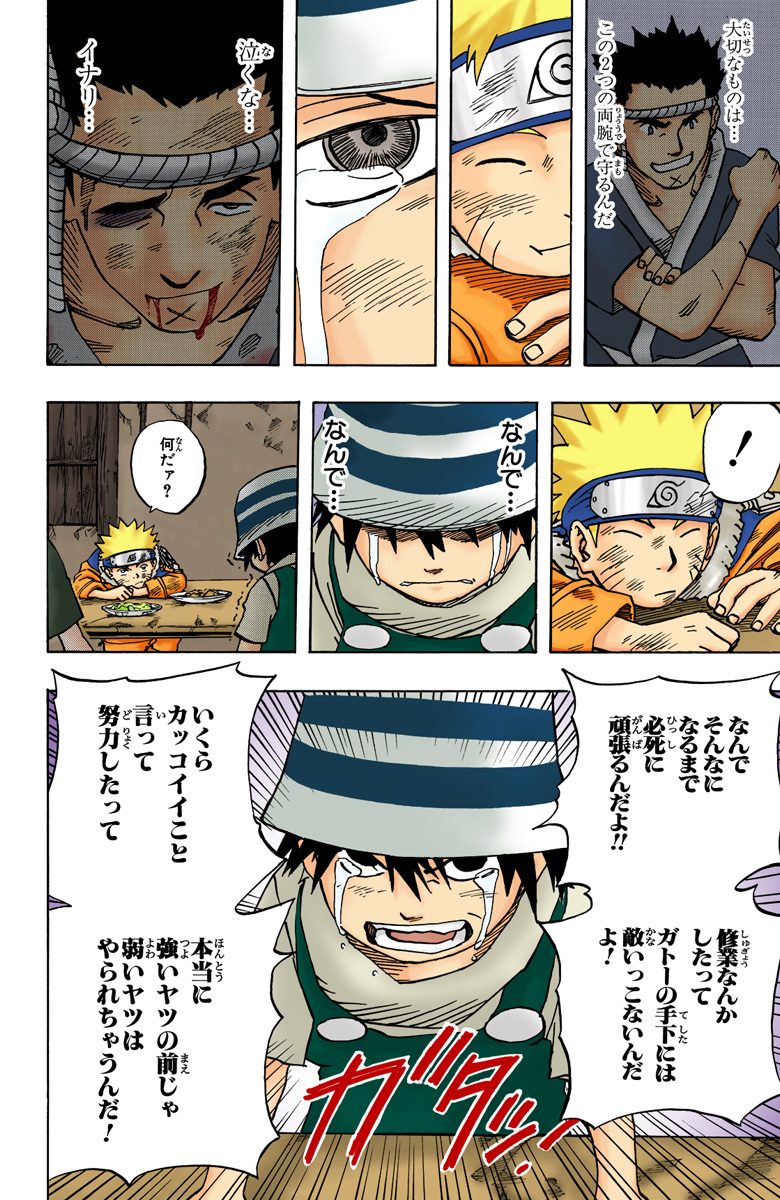 大切なものは…
この２つの両腕で守るんだ
泣くな…
イナリ…
！
なんで…
なんで…
何だァ？
なんで
そんなに
なるまで
必死に
頑張るんだよ!!
修業なんか
したって
ガトーの手下には
敵いっこないんだ
よ！
いくら
カッコイイこと
言って
努力したって
本当に
強いヤツの前じゃ
弱いヤツは
やられちゃうんだ！
ガタッ！